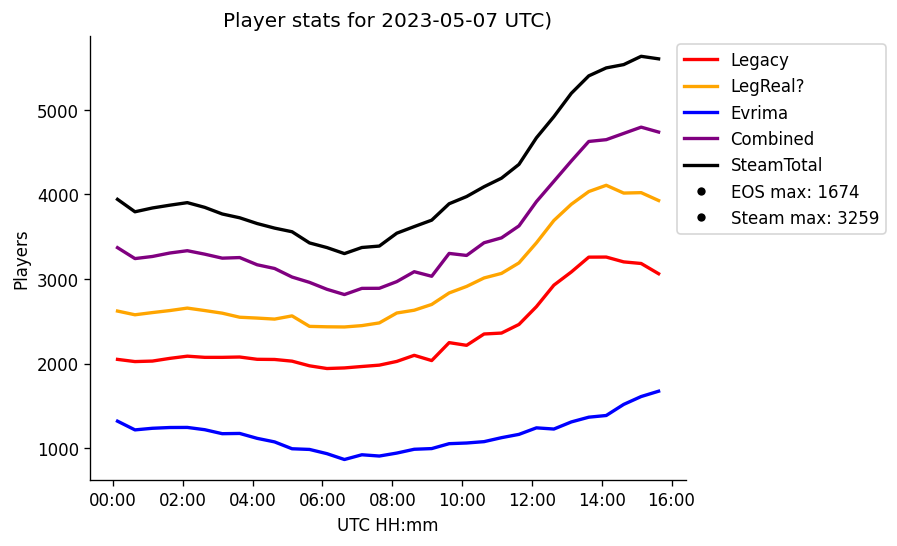 Player stats for 2023-05-07 UTC)
Legacy
LegReal?
Evrima
Combined
SteamTotal
EOS max: 1674
Steam max: 3259
Players
5000
4000
3000
2000
1000
00:00 02:00 04:00 06:00 08:00 10:00 12:00 14:00 16:00
UTC HH:mm